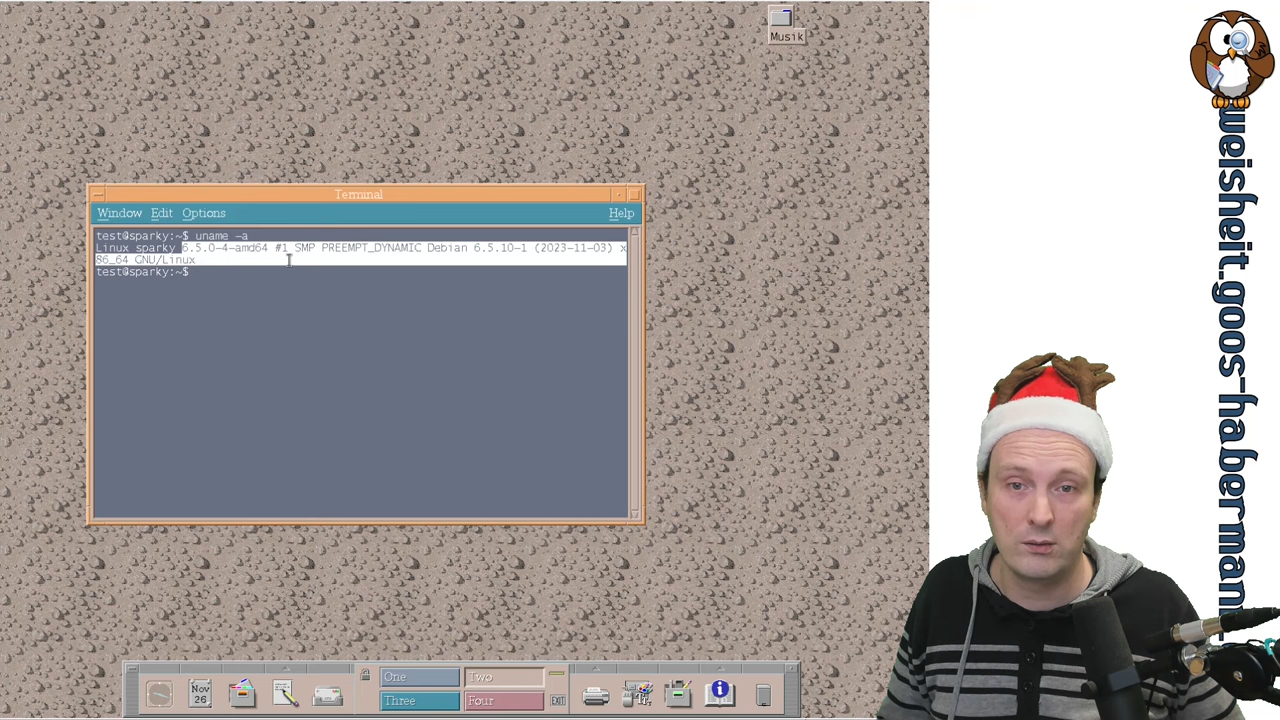 Musik
Terminal
Window Edit Options Help
test@sparky:~$ uname -a
Linux sparky 6.5.0-4-amd64 #1 SMP PREEMPT_DYNAMIC Debian 6.5.10-1 (2023-11-03) x
86_64 GNU/Linux
test@sparky:~$
weisheit.goos-habermann.
Nov
26
One
Two
Three
Four
EXIT